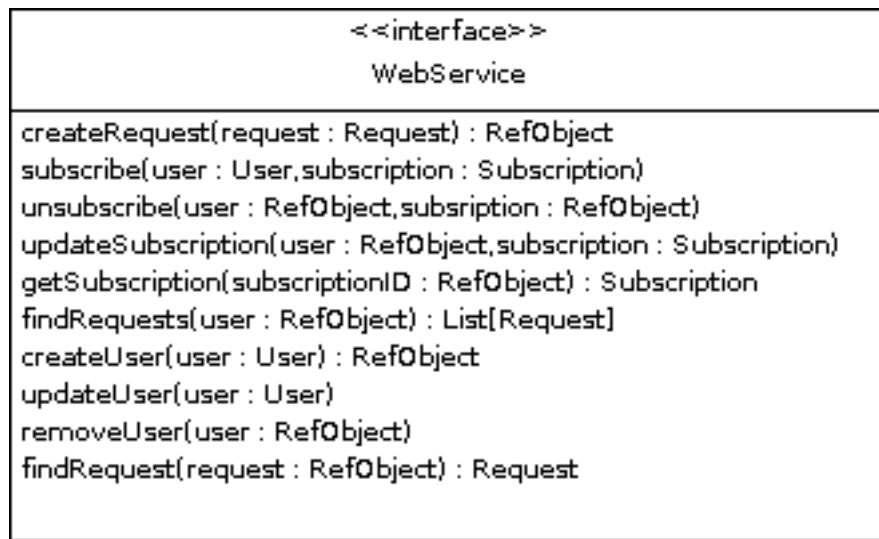 <<interface>>
WebService
createRequest(request : Request) : RefObject
subscribe(user : User,subscription : Subscription)
unsubscribe(user : RefObject,subsription : RefObject)
updateSubscription(user : RefObject,subscription : Subscription)
getSubscription(subscriptionID : RefObject) : Subscription
findRequests(user : RefObject) : List[Request]
createUser(user : User) : RefObject
updateUser(user : User)
removeUser(user : RefObject)
findRequest(request : RefObject) : Request